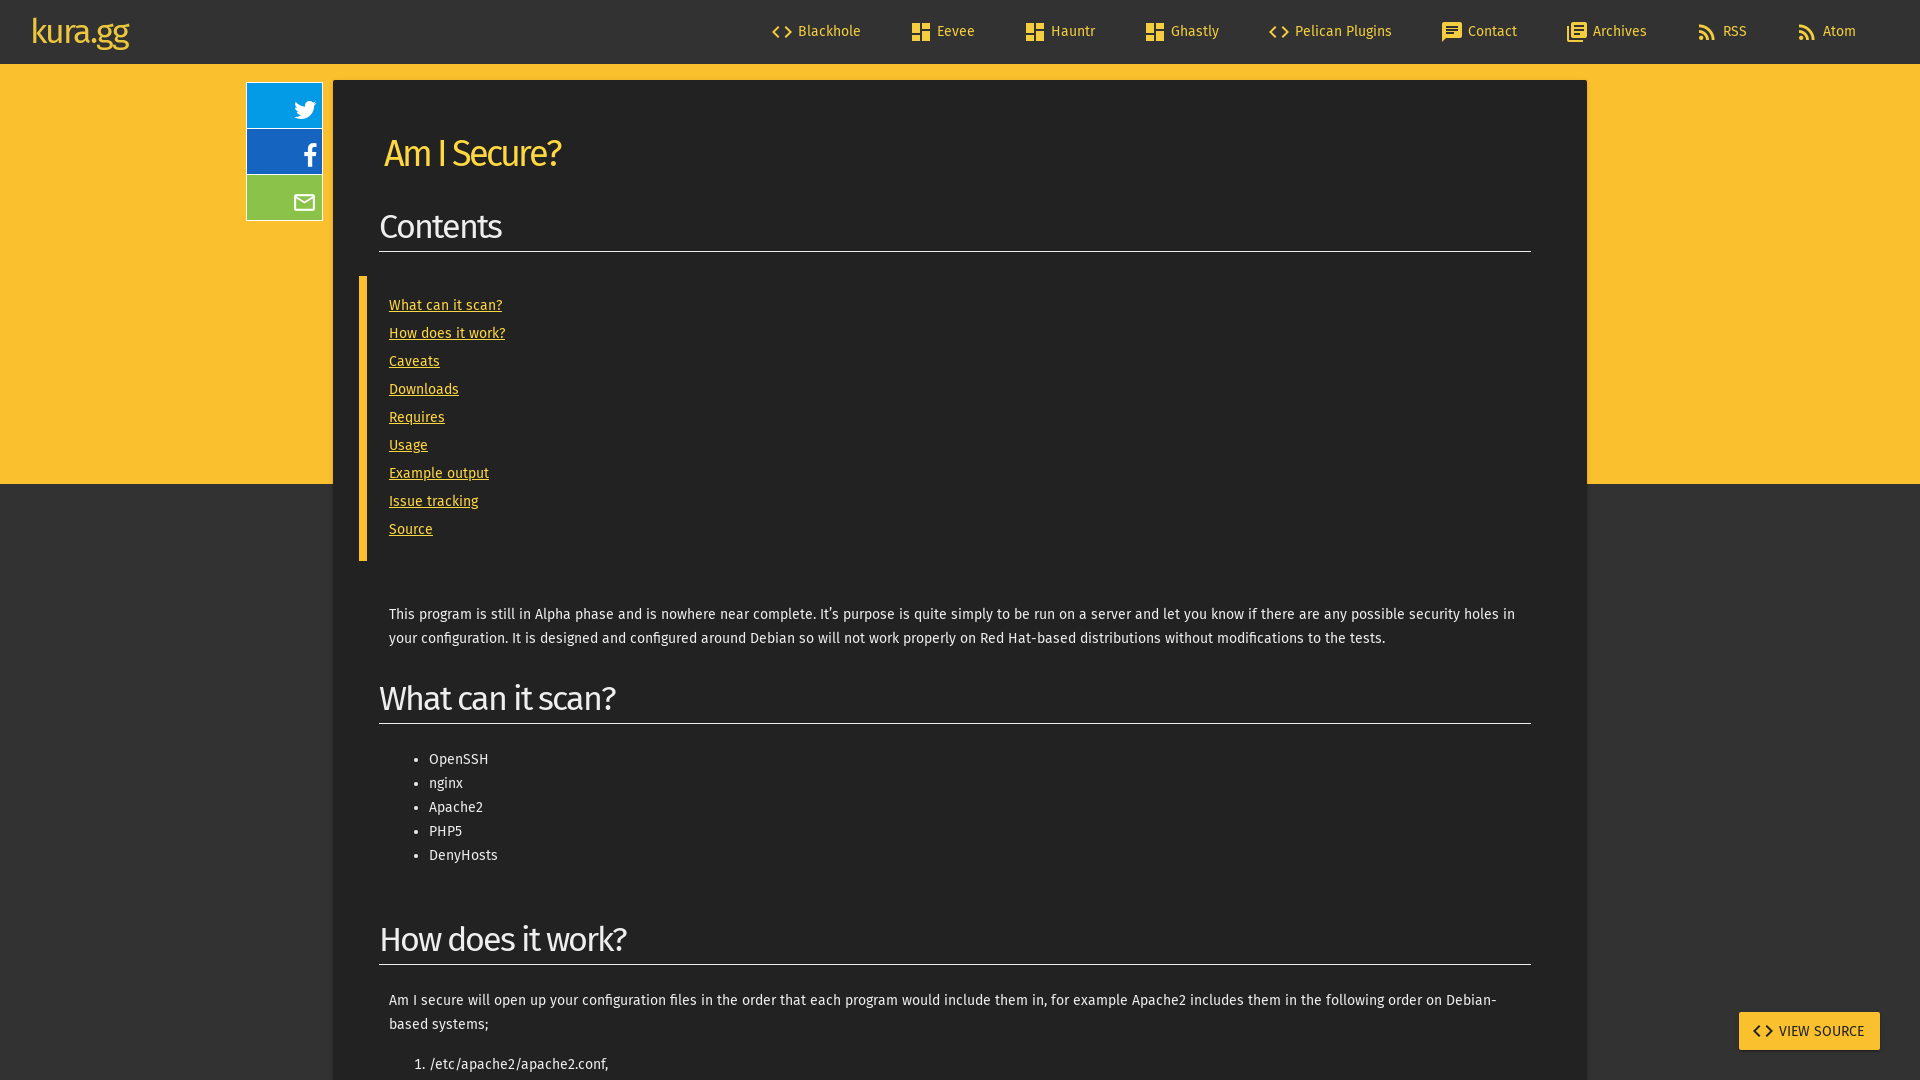 kura.gg
Blackhole
Eevee
Hauntr
Ghastly
Pelican Plugins
Contact
Archives
RSS
Atom
Am I Secure?
Contents
What can it scan?
How does it work?
Caveats
Downloads
Requires
Usage
Example output
Issue tracking
Source
This program is still in Alpha phase and is nowhere near complete. It’s purpose is quite simply to be run on a server and let you know if there are any possible security holes in
your configuration. It is designed and configured around Debian so will not work properly on Red Hat-based distributions without modifications to the tests.
What can it scan?
• OpenSSH
• nginx
• Apache2
• PHP5
• DenyHosts
How does it work?
Am I secure will open up your configuration files in the order that each program would include them in, for example Apache2 includes them in the following order on Debian-
based systems;
1. /etc/apache2/apache2.conf,
VIEW SOURCE